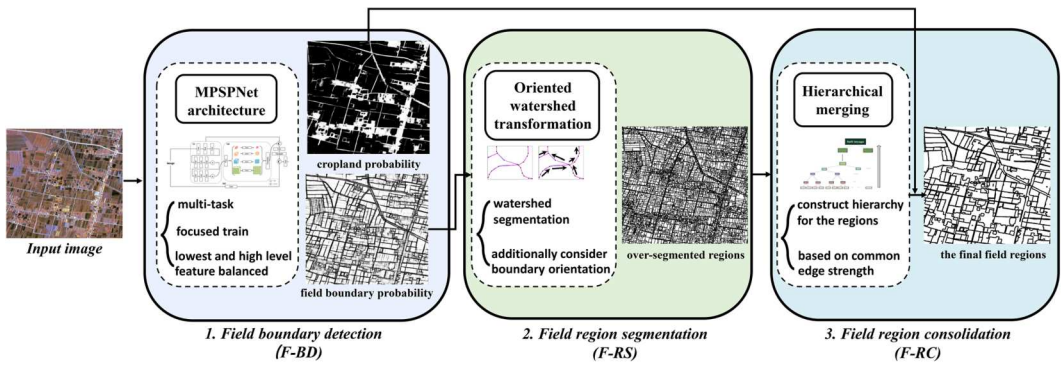 Input image
MPSPNet
architecture
multi-task
focused train
lowest and high level
feature balanced
cropland probability
field boundary probability
1. Field boundary detection
(F-BD)
Oriented
watershed
transformation
watershed
segmentation
additionally consider
boundary orientation
over-segmented regions
2. Field region segmentation
(F-RS)
Hierarchical
merging
construct hierarchy
for the regions
based on common
edge strength
the final field regions
3. Field region consolidation
(F-RC)